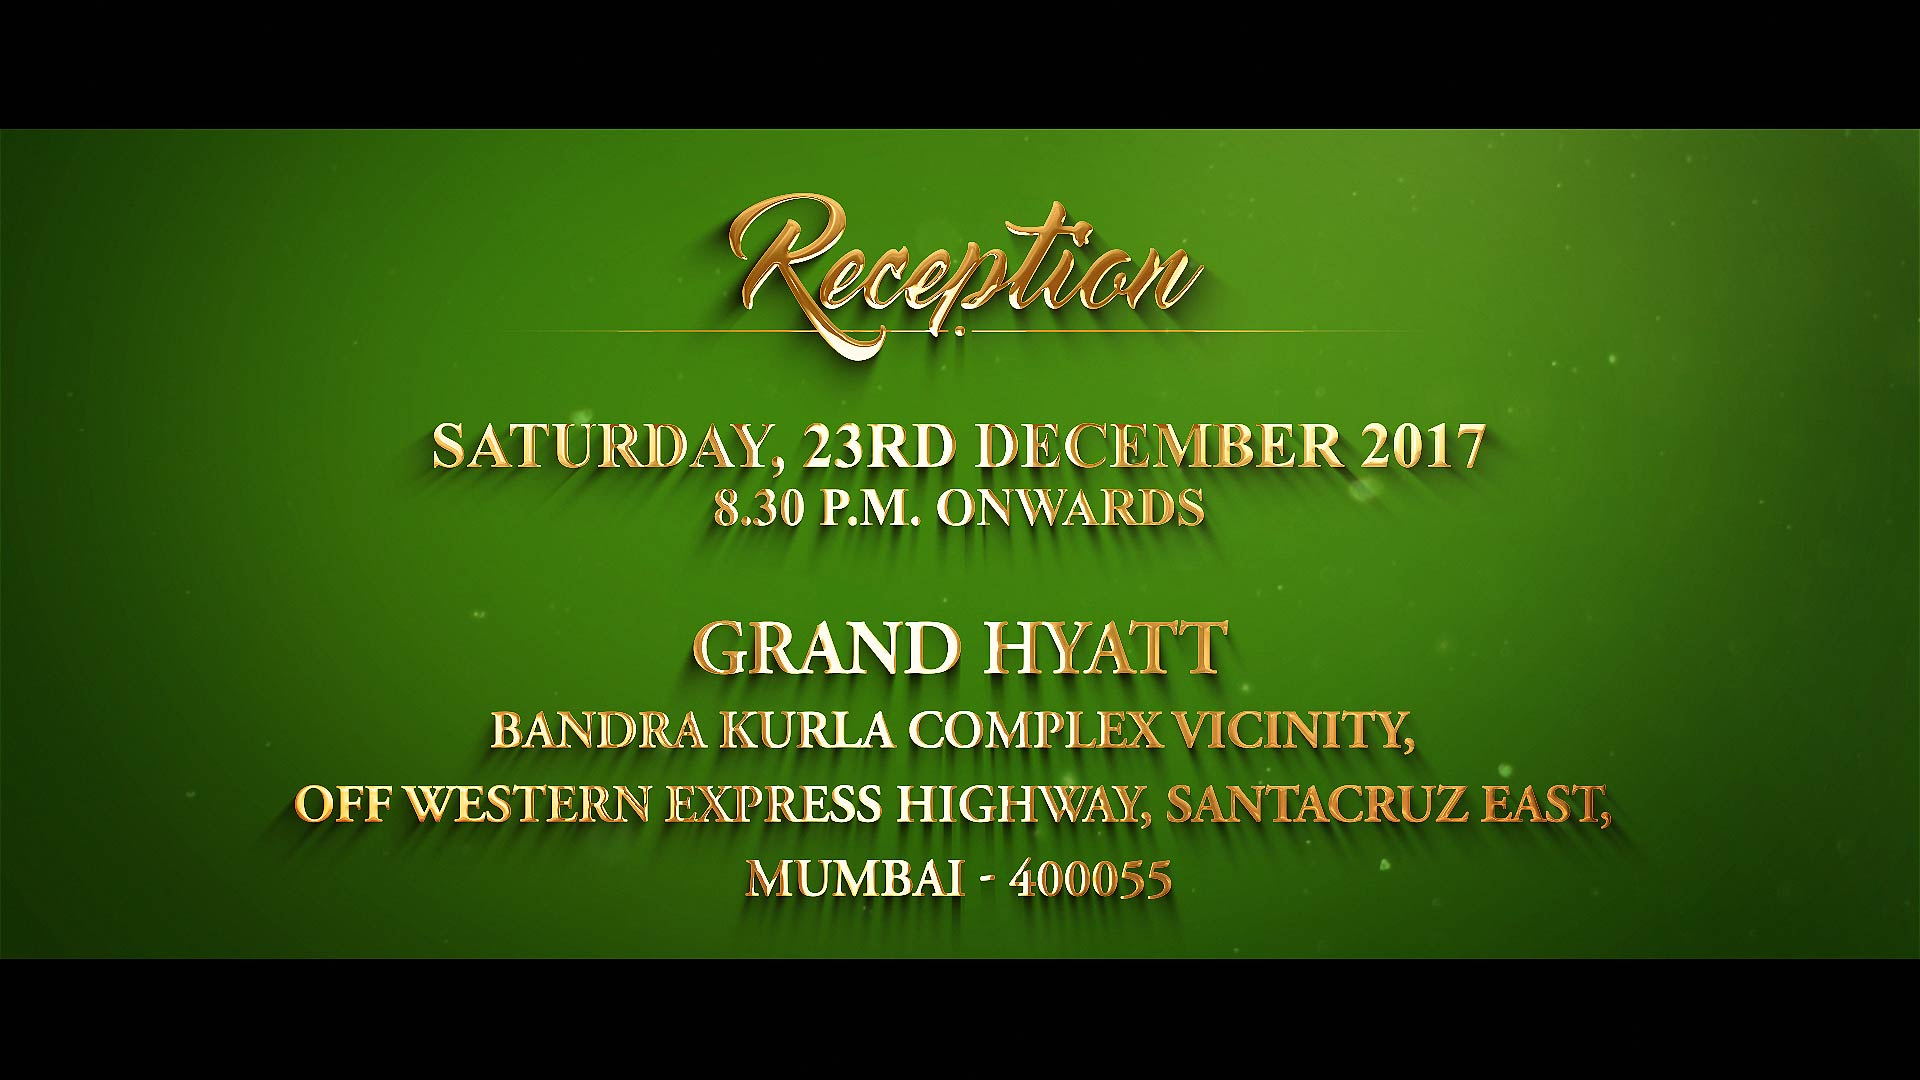 Reception
SATURDAY, 23RD DECEMBER 2017
8.30 P.M. ONWARDS
GRAND HYATT
BANDRA KURLA COMPLEX VICINITY,
OFF WESTERN EXPRESS HIGHWAY, SANTACRUZ EAST,
MUMBAI - 400055